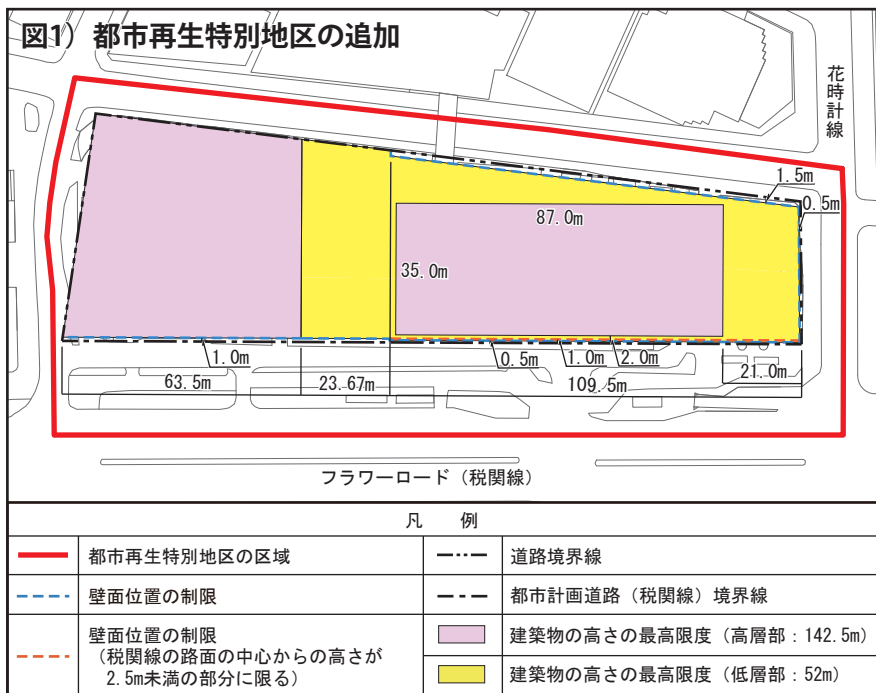 図1）都市再生特別地区の追加
花時計線
1.5m
0.5m
87.0m
35.0m
1.0m
0.5m
1.0m
2.0m
63.5m
23.67m
109.5m
21.0m
フラワーロード（税関線）
凡 例
都市再生特別地区の区域
道路境界線
壁面位置の制限
都市計画道路（税関線）境界線
壁面位置の制限
（税関線の路面の中心からの高さが
2.5m未満の部分に限る）
建築物の高さの最高限度（高層部：142.5m）
建築物の高さの最高限度（低層部：52m）